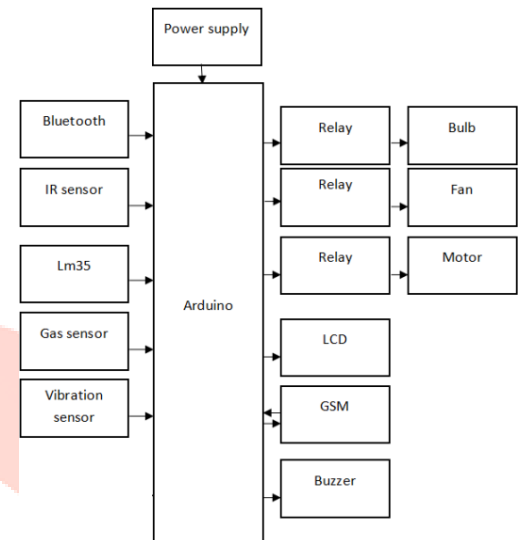 Power supply
Bluetooth
IR sensor
Lm35
Gas sensor
Vibration
sensor
Arduino
Relay
Bulb
Relay
Fan
Relay
Motor
LCD
GSM
Buzzer